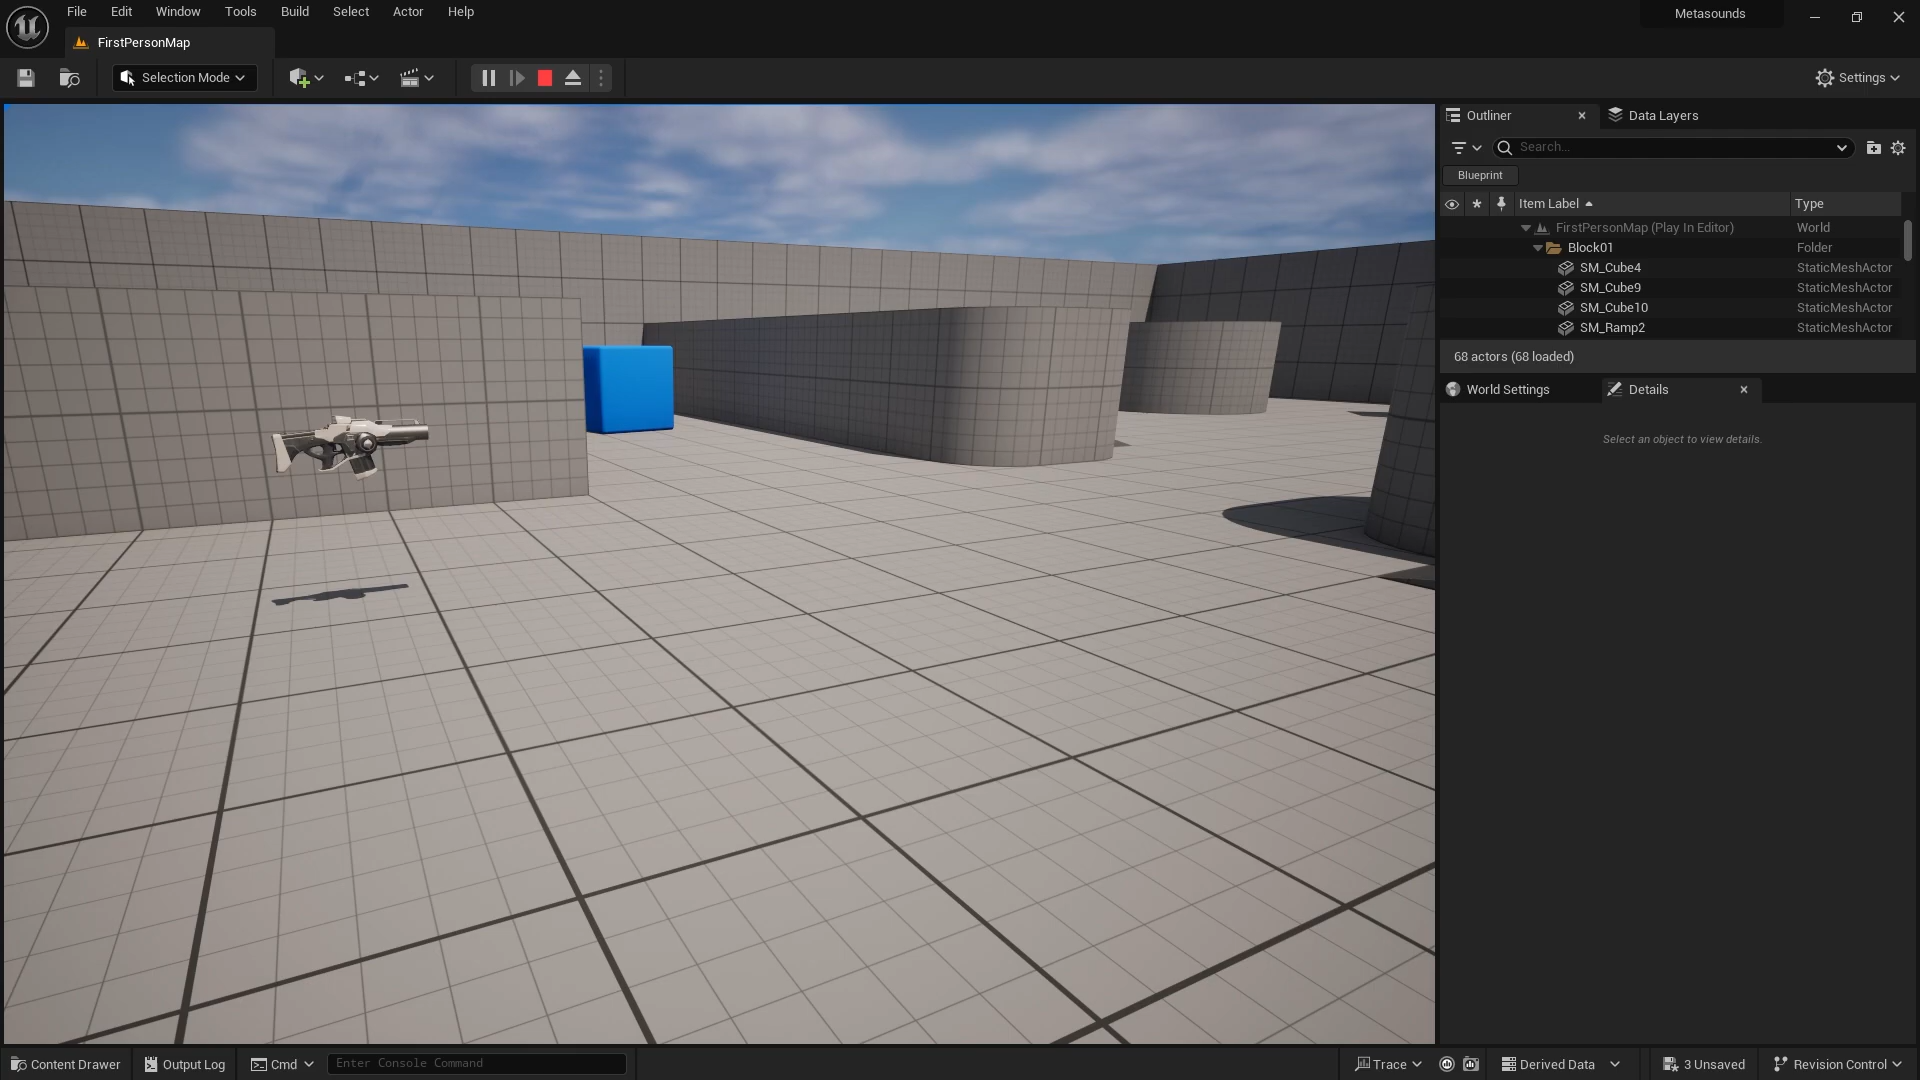 File Edit Window Tools Build Select Actor Help
Metasounds
FirstPersonMap
Selection Mode
Settings
Outliner
Data Layers
Search...
Blueprint
Item Label
Type
FirstPersonMap (Play In Editor) World
Block01 Folder
SM_Cube4 StaticMeshActor
SM_Cube9 StaticMeshActor
SM_Cube10 StaticMeshActor
SM_Ramp2 StaticMeshActor
68 actors (68 loaded)
World Settings
Details
Select an object to view details.
Content Drawer
Output Log
Cmd
Enter Console Command
Trace
Derived Data
3 Unsaved
Revision Control